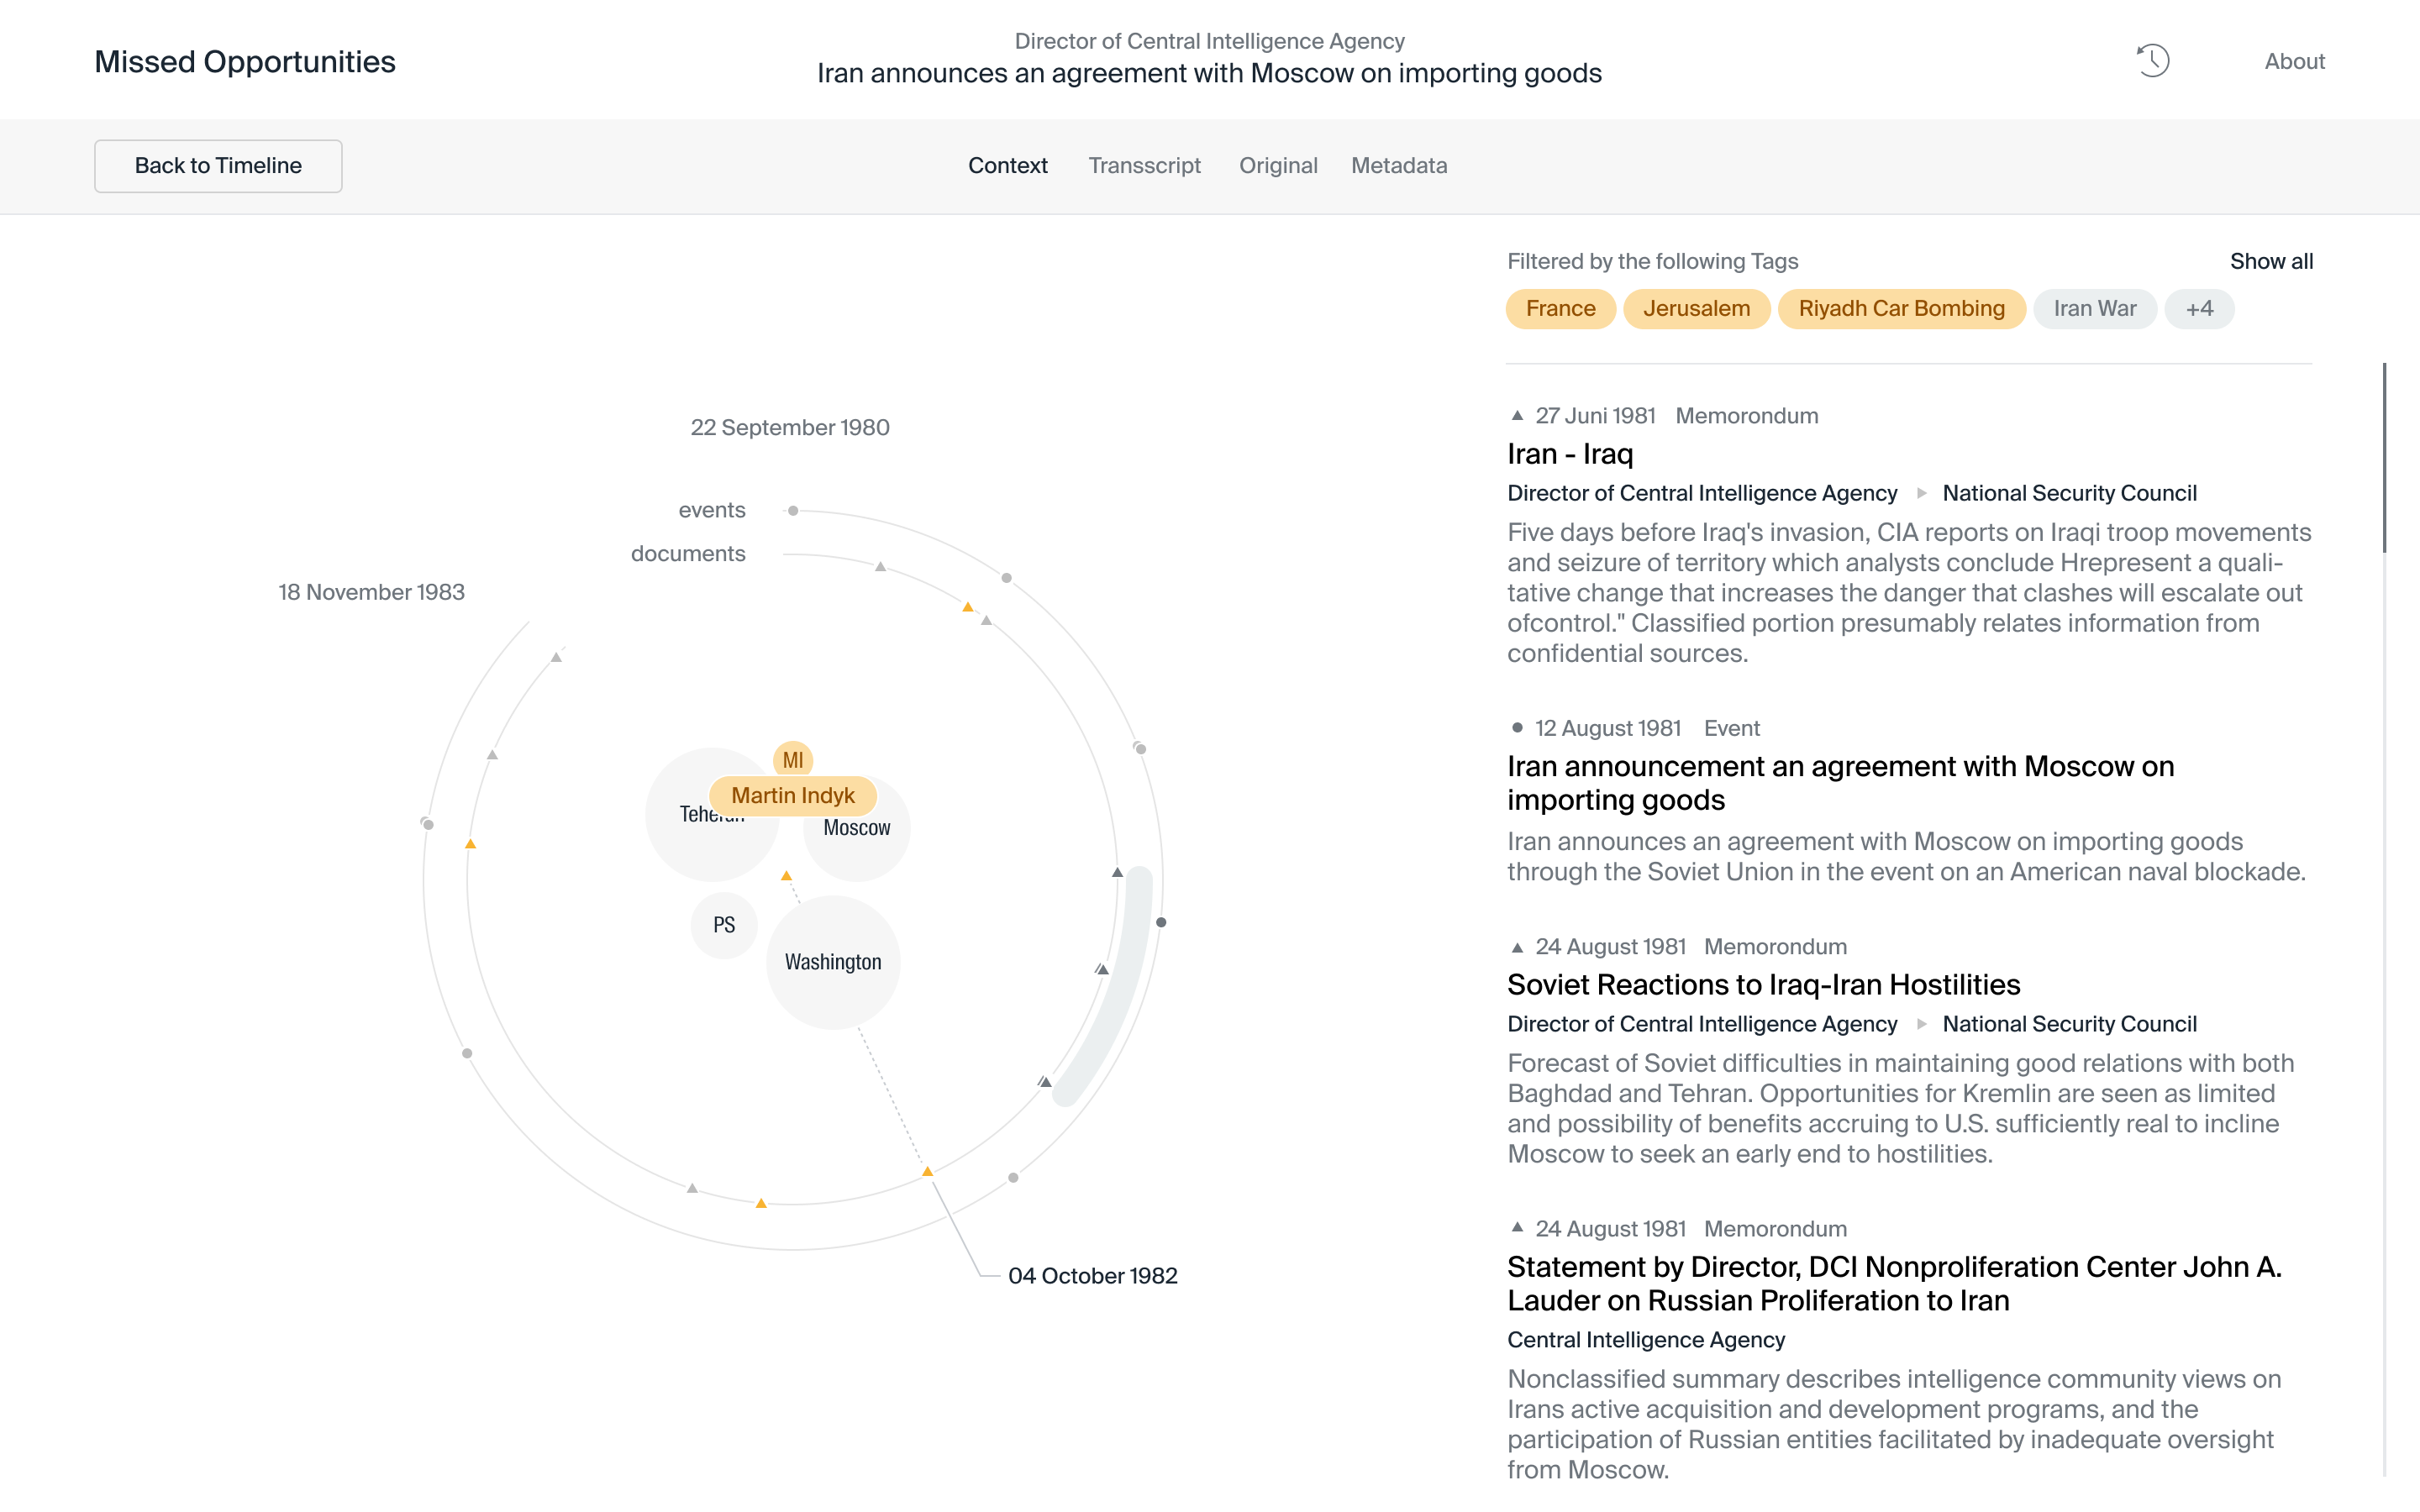 Missed Opportunities
Director of Central Intelligence Agency
Iran announces an agreement with Moscow on importing goods
About
Back to Timeline
Context
Transscript
Original
Metadata
22 September 1980
events
documents
18 November 1983
MI
Martin Indyk
Teheran
Moscow
PS
Washington
04 October 1982
Filtered by the following Tags
Show all
France
Jerusalem
Riyadh Car Bombing
Iran War
+4
27 Juni 1981 Memorondum
Iran - Iraq
Director of Central Intelligence Agency ▶ National Security Council
Five days before Iraq's invasion, CIA reports on Iraqi troop movements
and seizure of territory which analysts conclude Hrepresent a quali-
tative change that increases the danger that clashes will escalate out
ofcontrol." Classified portion presumably relates information from
confidential sources.
12 August 1981 Event
Iran announcement an agreement with Moscow on
importing goods
Iran announces an agreement with Moscow on importing goods
through the Soviet Union in the event on an American naval blockade.
24 August 1981 Memorondum
Soviet Reactions to Iraq-Iran Hostilities
Director of Central Intelligence Agency ▶ National Security Council
Forecast of Soviet difficulties in maintaining good relations with both
Baghdad and Tehran. Opportunities for Kremlin are seen as limited
and possibility of benefits accruing to U.S. sufficiently real to incline
Moscow to seek an early end to hostilities.
24 August 1981 Memorondum
Statement by Director, DCI Nonproliferation Center John A.
Lauder on Russian Proliferation to Iran
Central Intelligence Agency
Nonclassified summary describes intelligence community views on
Irans active acquisition and development programs, and the
participation of Russian entities facilitated by inadequate oversight
from Moscow.